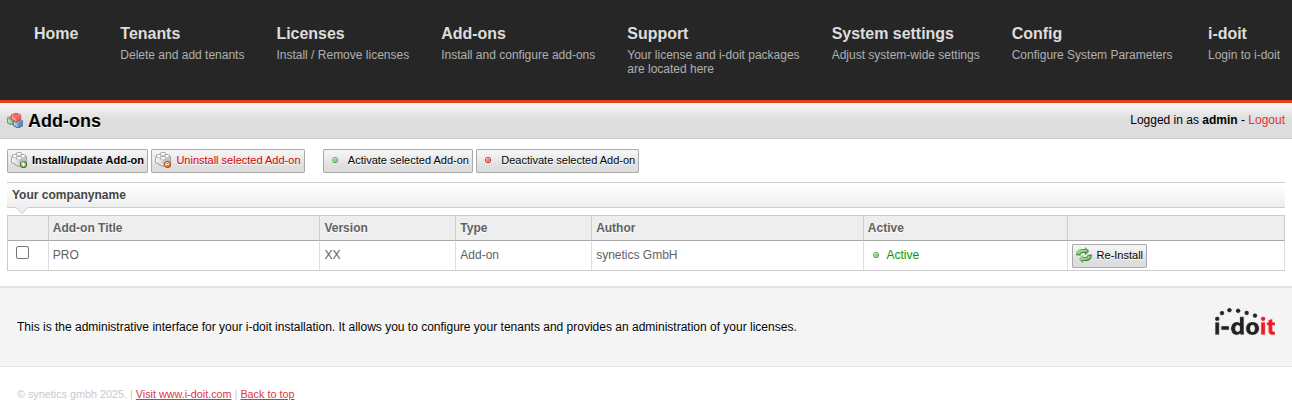 Home
Tenants
Delete and add tenants
Licenses
Install / Remove licenses
Add-ons
Install and configure add-ons
Support
Your license and i-doit packages
are located here
System settings
Adjust system-wide settings
Config
Configure System Parameters
i-doit
Login to i-doit
Add-ons
Logged in as admin - Logout
Install/update Add-on
Uninstall selected Add-on
Activate selected Add-on
Deactivate selected Add-on
Your companyname
Add-on Title Version Type Author Active
PRO XX Add-on synetics GmbH Active Re-Install
This is the administrative interface for your i-doit installation. It allows you to configure your tenants and provides an administration of your licenses.
i-doit
© synetics gmbh 2025. | Visit www.i-doit.com | Back to top